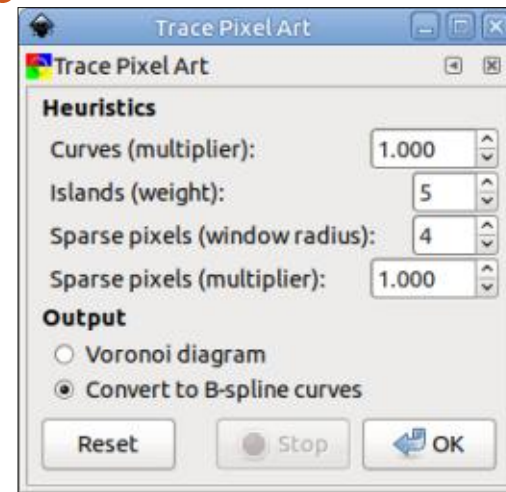 Trace Pixel Art
Trace Pixel Art
Heuristics
Curves (multiplier): 1.000
Islands (weight): 5
Sparse pixels (window radius): 4
Sparse pixels (multiplier): 1.000
Output
Voronoi diagram
Convert to B-spline curves
Reset Stop OK